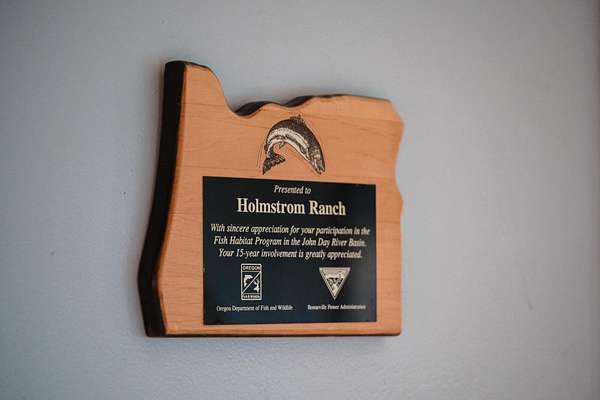 Presented to
Holmstrom Ranch
With sincere appreciation for your participation in the
Fish Habitat Program in the John Day River Basin.
Your 15-year involvement is greatly appreciated.
OREGON
Oregon Department of Fish and Wildlife
Bonneville Power Administration